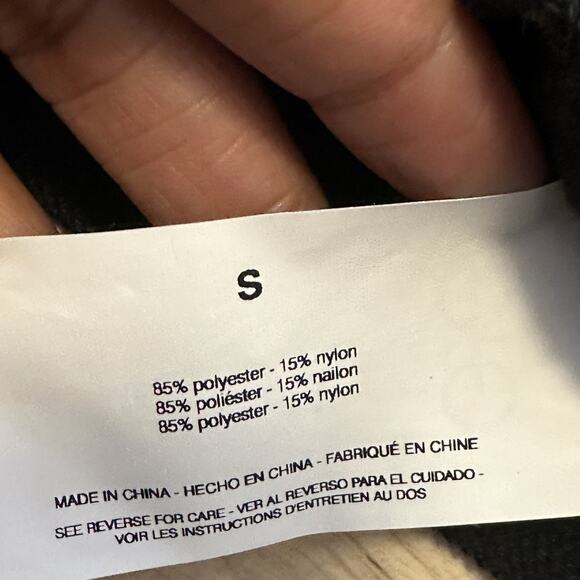 S
85% polyester - 15% nylon
85% poliéster - 15% nailon
85% polyester - 15% nylon
MADE IN CHINA - HECHO EN CHINA - FABRIQUÉ EN CHINE
SEE REVERSE FOR CARE - VER AL REVERSO PARA EL CUIDADO -
VOIR LES INSTRUCTIONS D'ENTRETIEN AU DOS